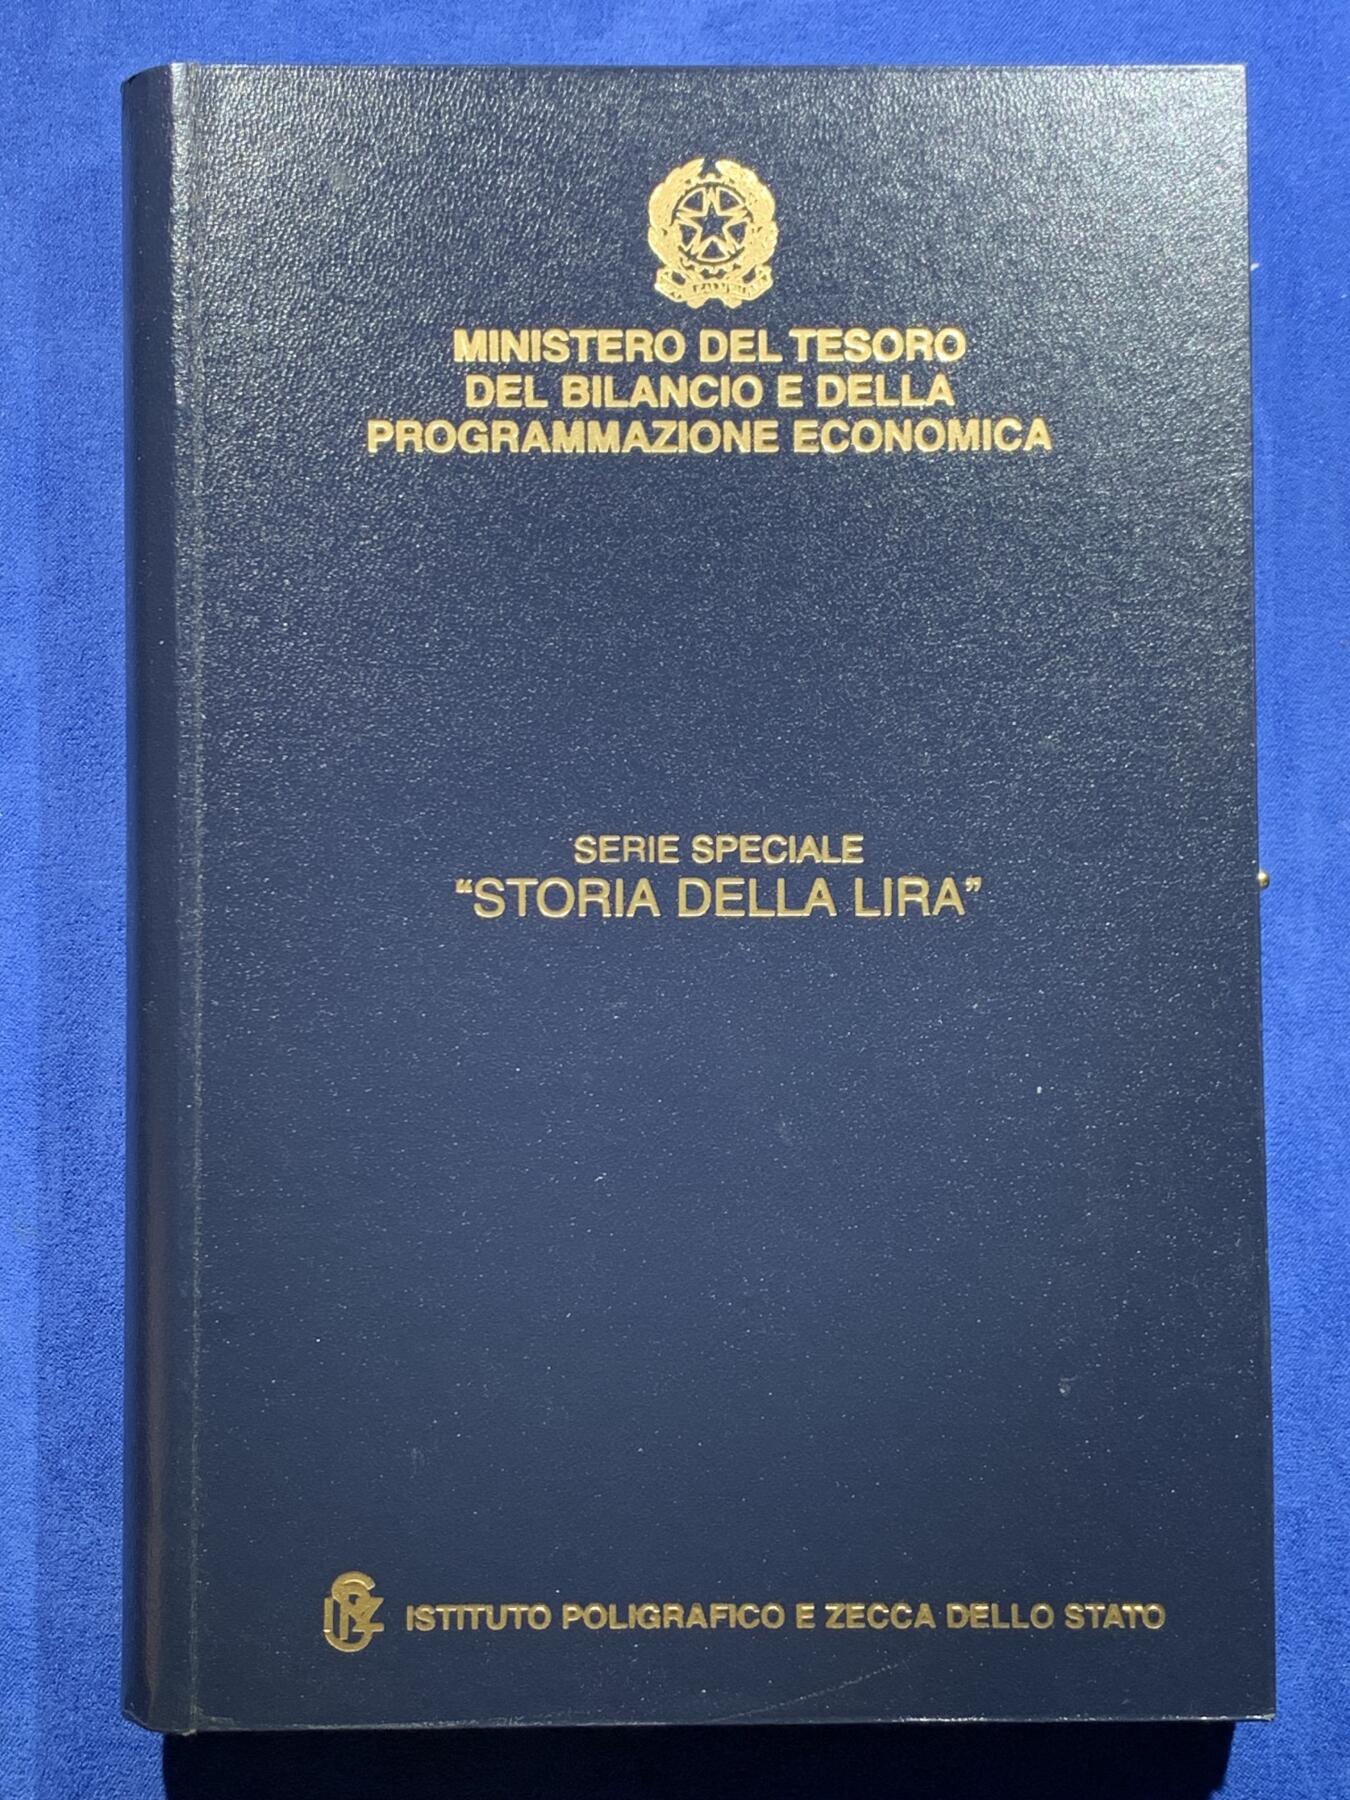 MINISTERO DEL TESORO
DEL BILANCIO E DELLA
PROGRAMMAZIONE ECONOMICA
SERIE SPECIALE
“STORIA DELLA LIRA”
ISTITUTO POLIGRAFICO E ZECCA DELLO STATO